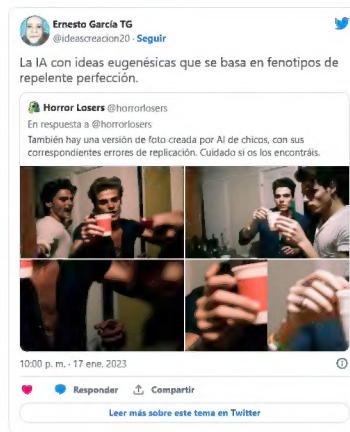 Ernesto García TG
@ideascreacion20 · Seguir
La IA con ideas eugenésicas que se basa en fenotipos de
repelente perfección.
Horror Losers @horrorlosers
En respuesta a @horrorlosers
También hay una versión de foto creada por AI de chicos, con sus
correspondientes errores de replicación. Cuidado si os los encontráis.
10:00 p. m. · 17 ene. 2023
Responder Compartir
Leer más sobre este tema en Twitter